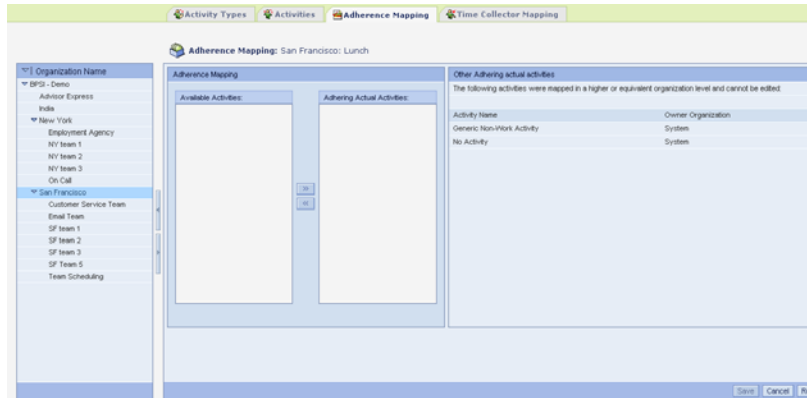 Activity Types Activities Adherence Mapping Time Collector Mapping
Adherence Mapping: San Francisco: Lunch
Organization Name
BPSI - Demo
Advisor Express
India
New York
Employment Agency
NY team 1
NY team 2
NY team 3
On Call
San Francisco
Customer Service Team
Email Team
SF team 1
SF team 2
SF team 3
SF Team 5
Team Scheduling
Adherence Mapping
Available Activities: Adhering Actual Activities:
>>
<<
Other Adhering actual activities
The following activities were mapped in a higher or equivalent organization level and cannot be edited:
Activity Name Owner Organization
Generic Non-Work Activity System
No Activity System
Save Cancel